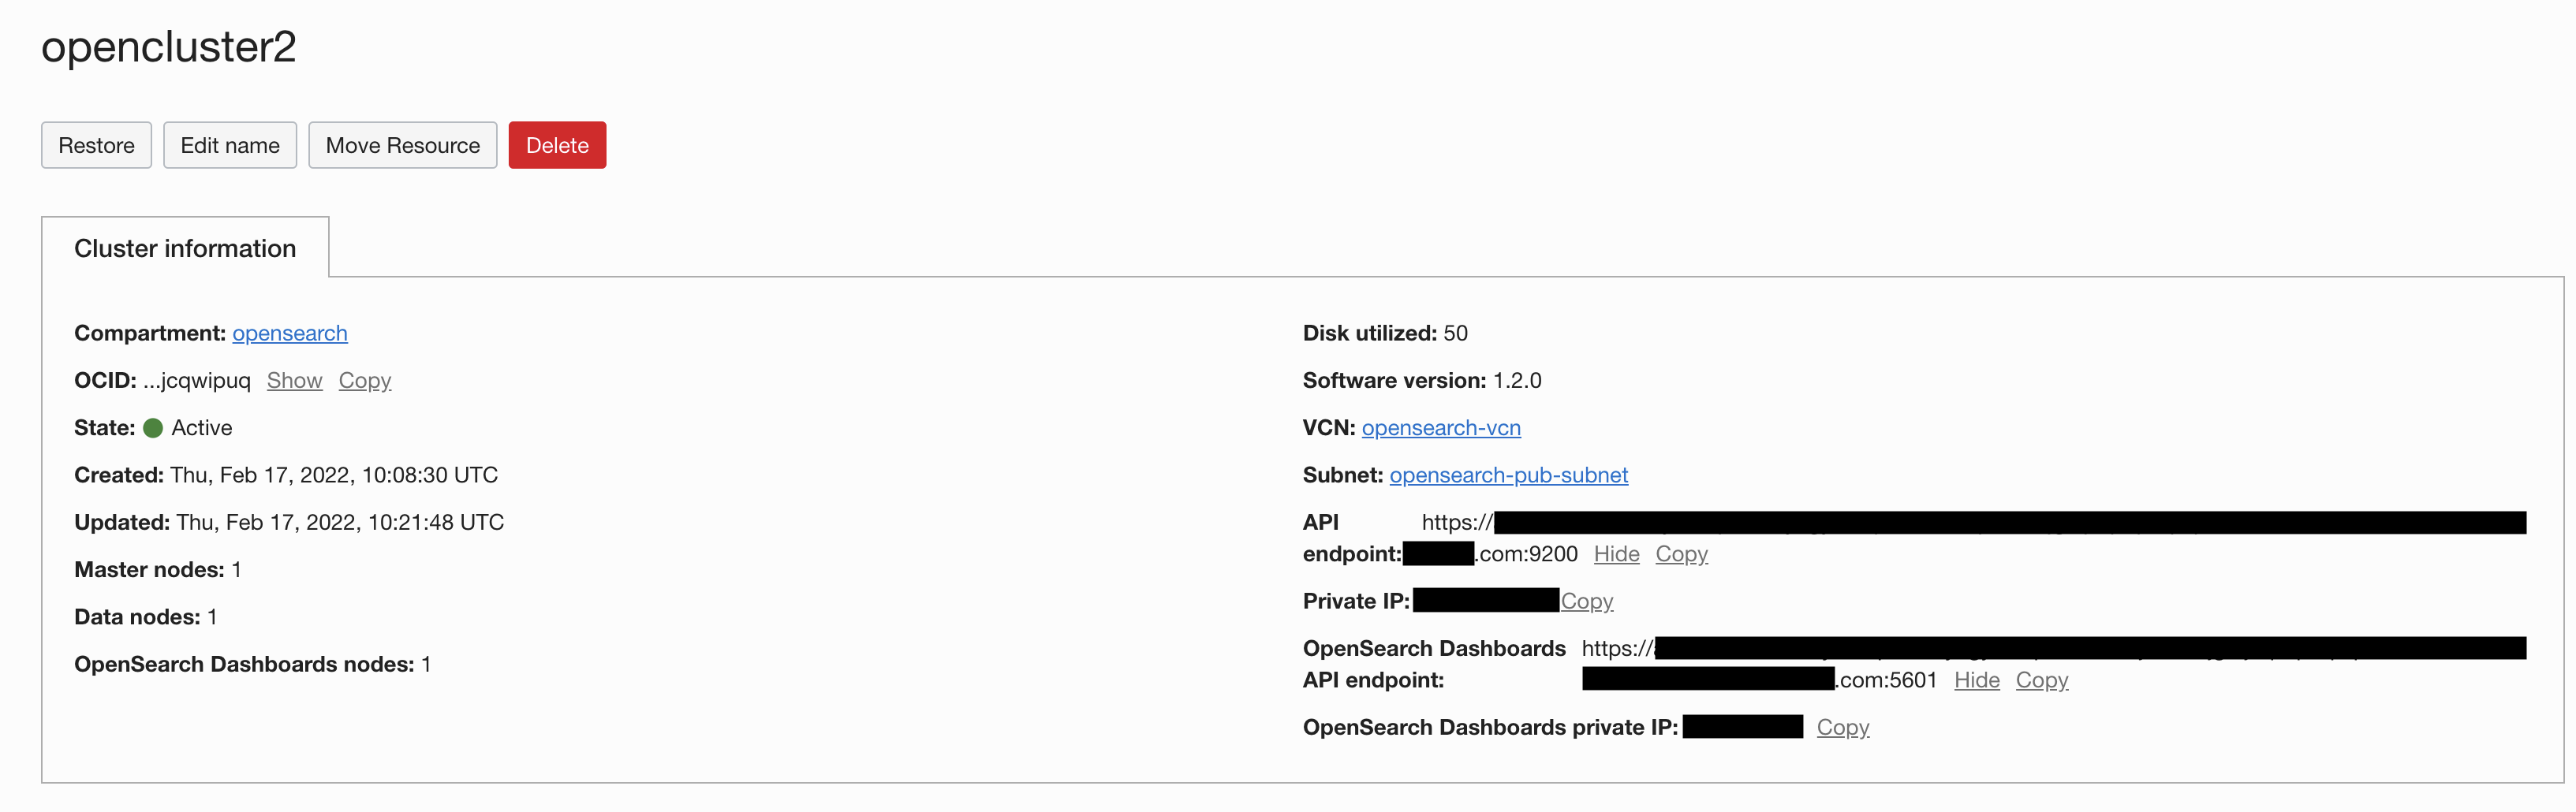 opencluster2
Restore Edit name Move Resource Delete
Cluster information
Compartment: opensearch
OCID: ...jcqwipuq Show Copy
State: Active
Created: Thu, Feb 17, 2022, 10:08:30 UTC
Updated: Thu, Feb 17, 2022, 10:21:48 UTC
Master nodes: 1
Data nodes: 1
OpenSearch Dashboards nodes: 1
Disk utilized: 50
Software version: 1.2.0
VCN: opensearch-vcn
Subnet: opensearch-pub-subnet
API https://
endpoint: .com:9200 Hide Copy
Private IP: Copy
OpenSearch Dashboards https://
API endpoint: .com:5601 Hide Copy
OpenSearch Dashboards private IP: Copy